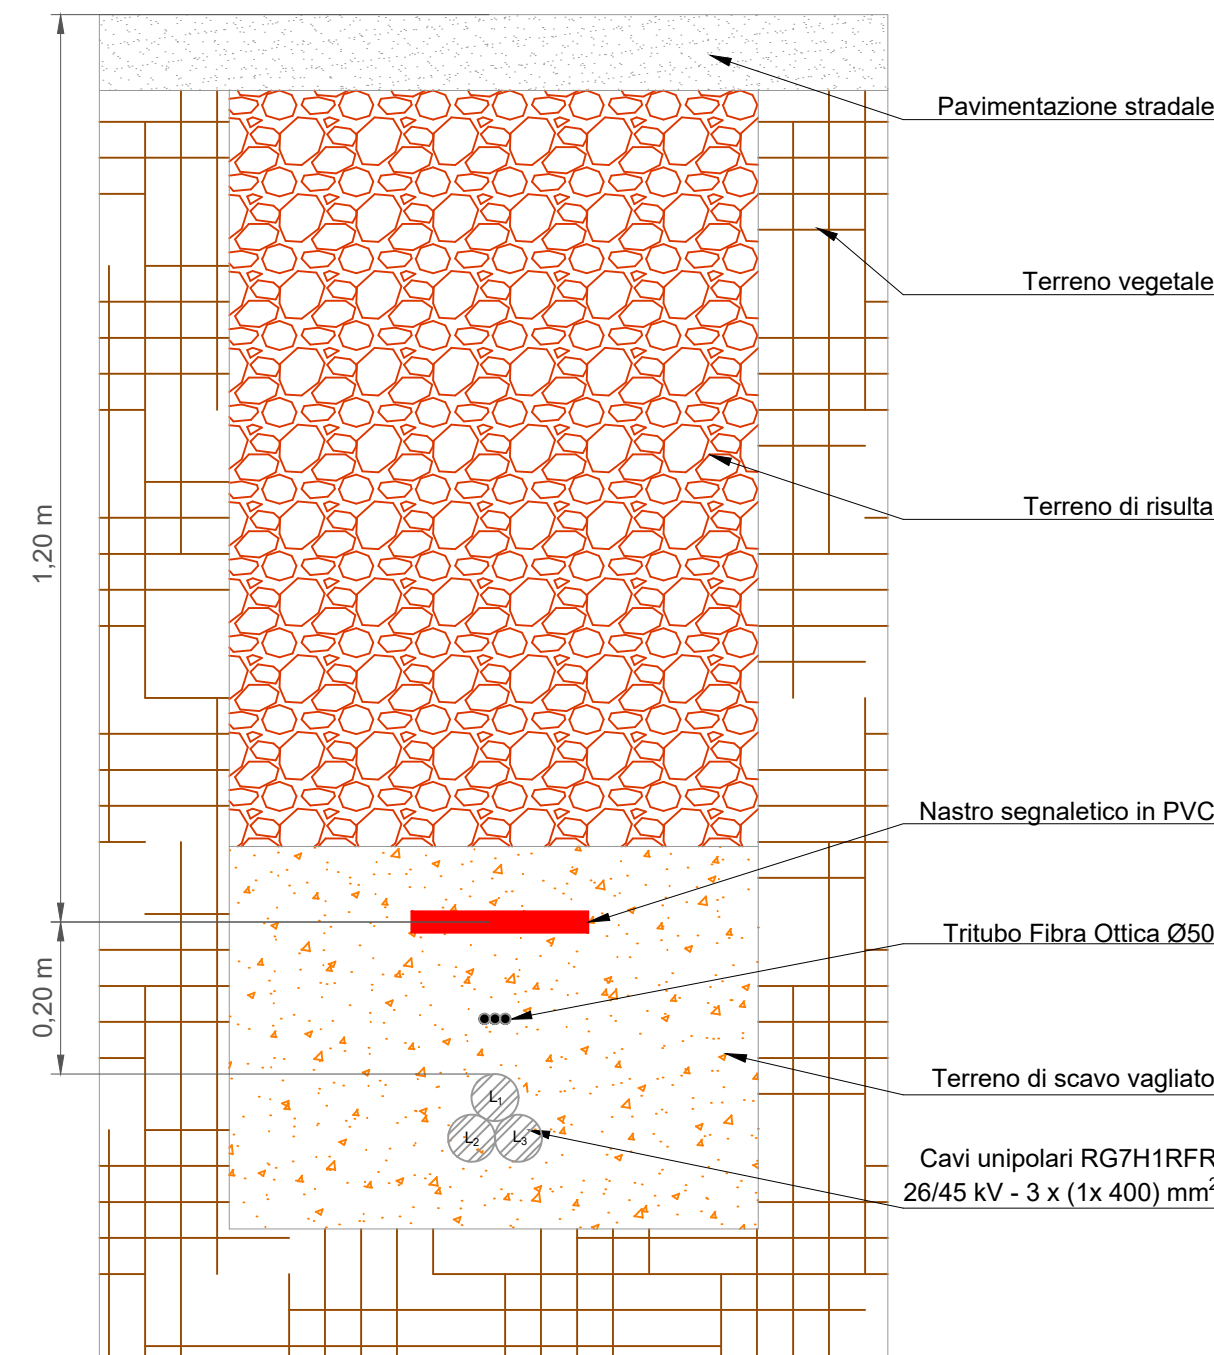 Pavimentazione stradale
Terreno vegetale
Terreno di risulta
1,20 m
Nastro segnaletico in PVC
Tritubo Fibra Ottica Ø50
0,20 m
Terreno di scavo vagliato
L₁
L₂ L₃
Cavi unipolari RG7H1RFR
26/45 kV - 3 x (1x 400) mm²